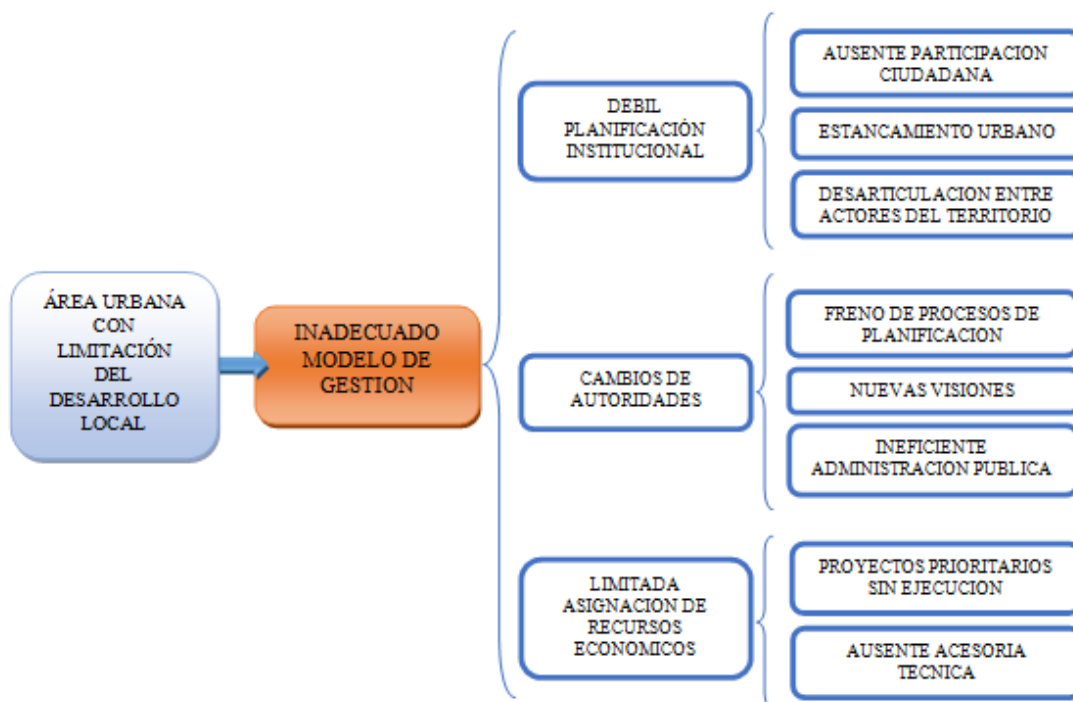 ÁREA URBANA
CON
LIMITACIÓN
DEL
DESARROLLO
LOCAL
INADECUADO
MODELO DE
GESTION
DEBIL
PLANIFICACIÓN
INSTITUCIONAL
AUSENTE PARTICIPACION
CIUDADANA
ESTANCAMIENTO URBANO
DESARTICULACION ENTRE
ACTORES DEL TERRITORIO
CAMBIOS DE
AUTORIDADES
FRENO DE PROCESOS DE
PLANIFICACION
NUEVAS VISIONES
INEFICIENTE
ADMINISTRACION PUBLICA
LIMITADA
ASIGNACION DE
RECURSOS
ECONOMICOS
PROYECTOS PRIORITARIOS
SIN EJECUCION
AUSENTE ACESORIA
TECNICA